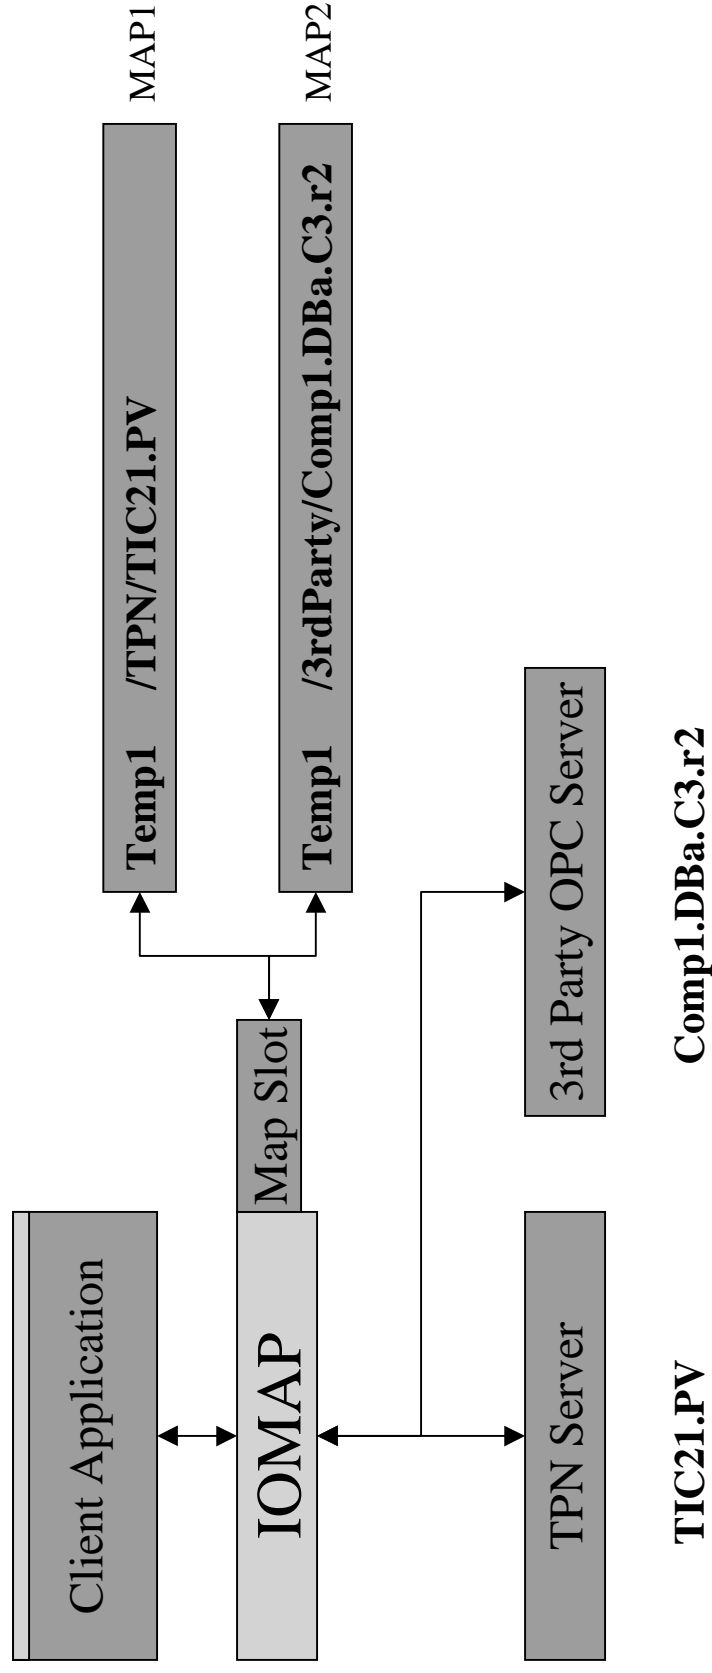 Client Application
IOMAP
Map Slot
Temp1 /TPN/TIC21.PV
MAP1
Temp1 /3rdParty/Comp1.DBa.C3.r2
MAP2
TPN Server
3rd Party OPC Server
TIC21.PV
Comp1.DBa.C3.r2